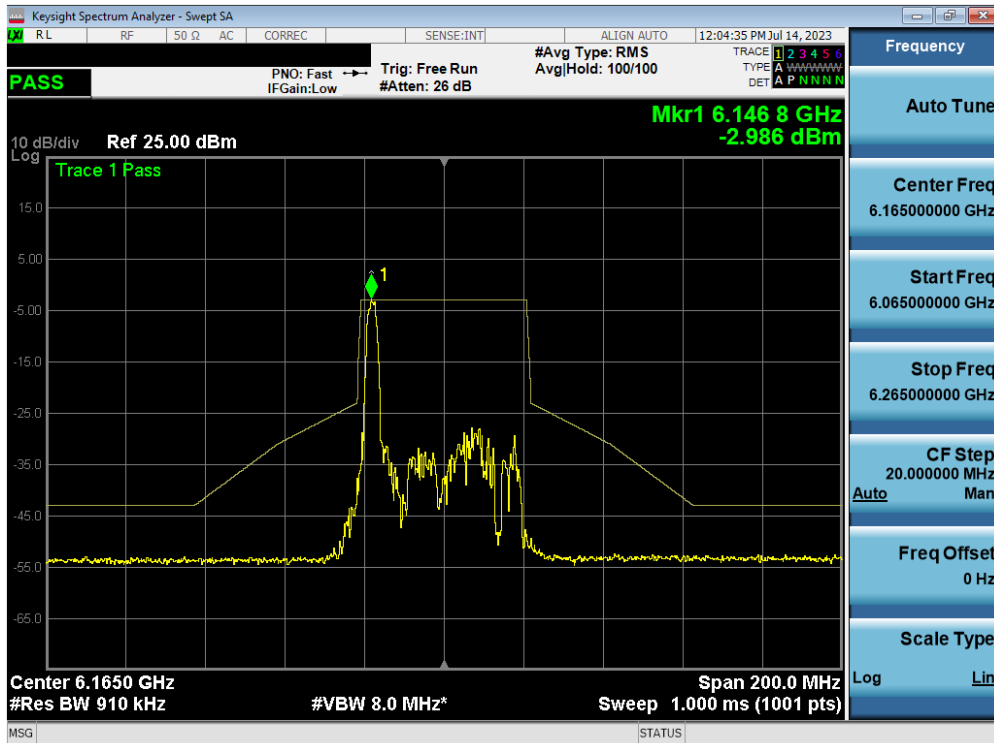 Keysight Spectrum Analyzer - Swept SA
LXI RL RF 50 Ω AC CORREC SENSE:INT ALIGN AUTO 12:04:35 PM Jul 14, 2023
PASS
PNO: Fast
IFGain:Low
Trig: Free Run
#Atten: 26 dB
#Avg Type: RMS
Avg|Hold: 100/100
TRACE 1 2 3 4 5 6
TYPE A WWWWW
DET A P N N N N
Mkr1 6.146 8 GHz
-2.986 dBm
10 dB/div Ref 25.00 dBm
Log
Trace 1 Pass
15.0
5.00
-5.00
-15.0
-25.0
-35.0
-45.0
-55.0
-65.0
1
Center 6.1650 GHz Span 200.0 MHz
#Res BW 910 kHz #VBW 8.0 MHz* Sweep 1.000 ms (1001 pts)
MSG STATUS
Frequency
Auto Tune
Center Freq
6.165000000 GHz
Start Freq
6.065000000 GHz
Stop Freq
6.265000000 GHz
CF Step
20.000000 MHz
Auto Man
Freq Offset
0 Hz
Scale Type
Log Lin